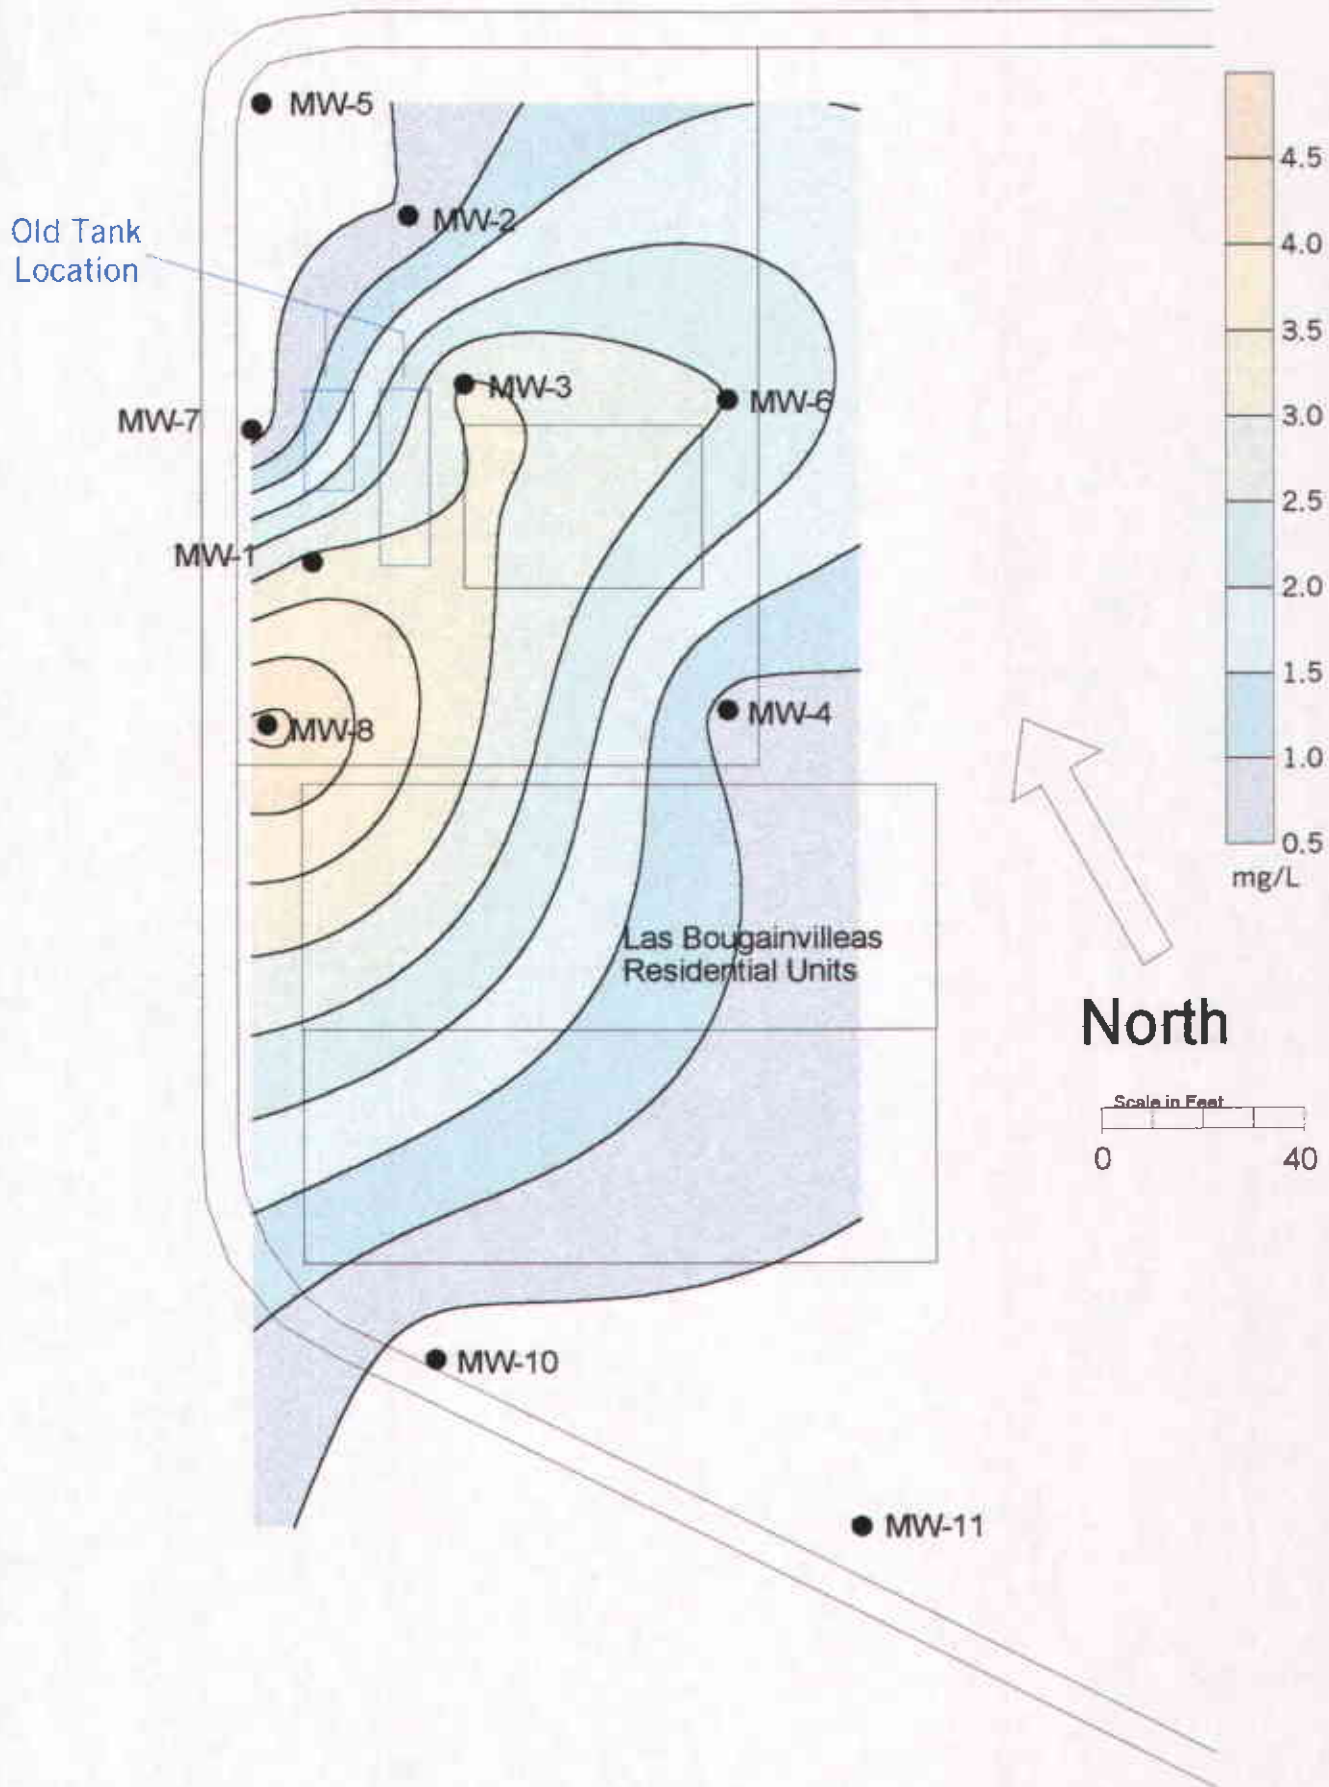 MW-5
4.5
MW-2
Old Tank
Location
4.0
3.5
MW-3
MW-6
3.0
MW-7
2.5
MW-1
2.0
1.5
MW-4
MW-8
1.0
0.5
mg/L
Las Bougainvilleas
Residential Units
North
Scale in Feet
0 40
MW-10
MW-11